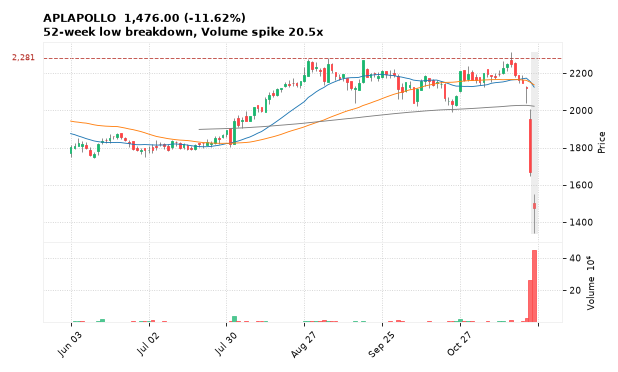 APLAPOLLO 1,476.00 (-11.62%)
52-week low breakdown, Volume spike 20.5x
2,281
2200
2000
1800
1600
1400
Price
40
20
Volume 10⁶
Jun 03
Jul 02
Jul 30
Aug 27
Sep 25
Oct 27